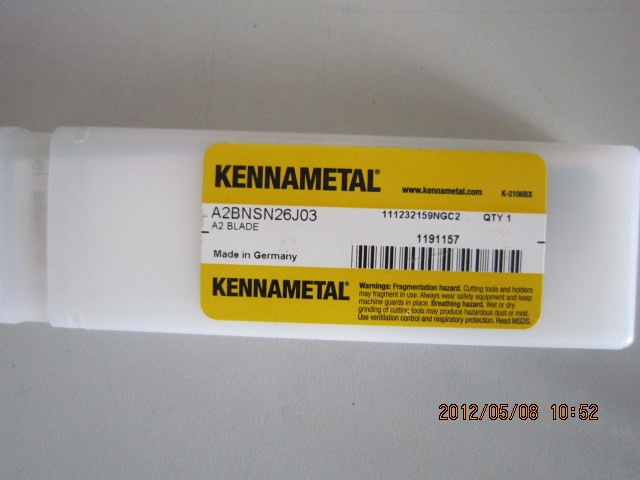 KENNAMETAL®
www.kennametal.com K-2106BX
A2BNSN26J03 111232159NGC2 QTY 1
A2 BLADE 1191157
Made in Germany
KENNAMETAL®
Warnings: Fragmentation hazard. Cutting tools and holders
may fragment in use. Always wear safety equipment and keep
machine guards in place. Breathing hazard. Wet or dry
grinding of cutting tools may produce hazardous dust or mist.
Use ventilation control and respiratory protection. Read MSDS.
2012/05/08 10:52